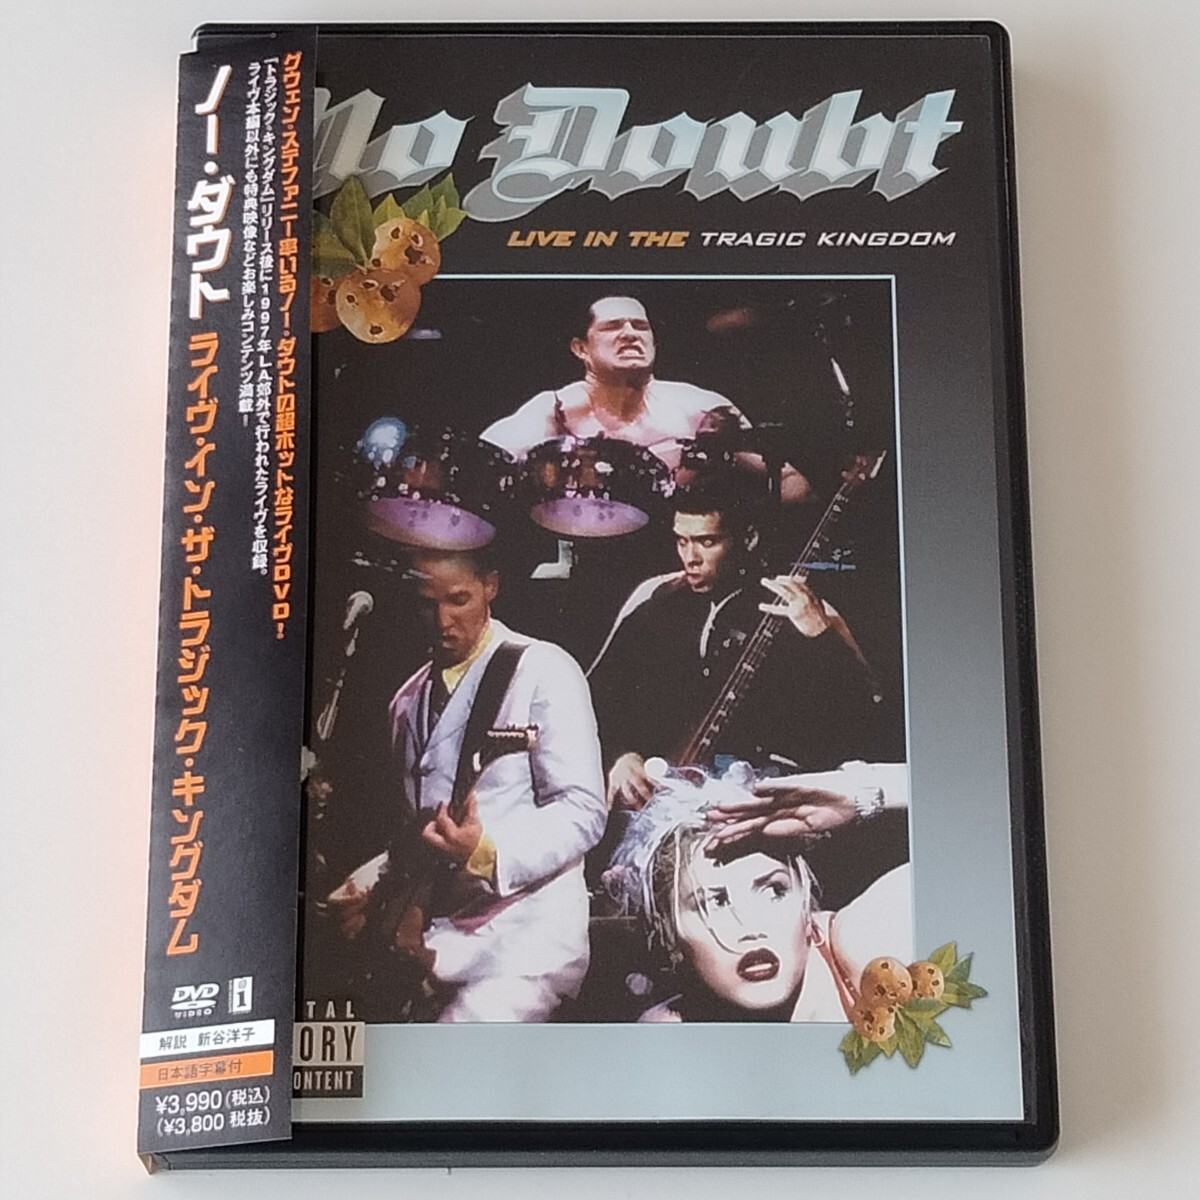 グウェン・ステファニー率いるノー・ダウトの超ホットなライヴDVD!
『トラジック・キングダム』リリース後に1997年LA郊外で行われたライヴを収録。
ライヴ本編以外にも特典映像などお楽しみコンテンツ満載!
ノー・ダウト ライヴ・イン・ザ・トラジック・キングダム
DVD
VIDEO
1
解説 新谷洋子
日本語字幕付
¥3,990(税込)
(¥3,800 税抜)
No Doubt
LIVE IN THE TRAGIC KINGDOM
TAL
ORY
ONTENT